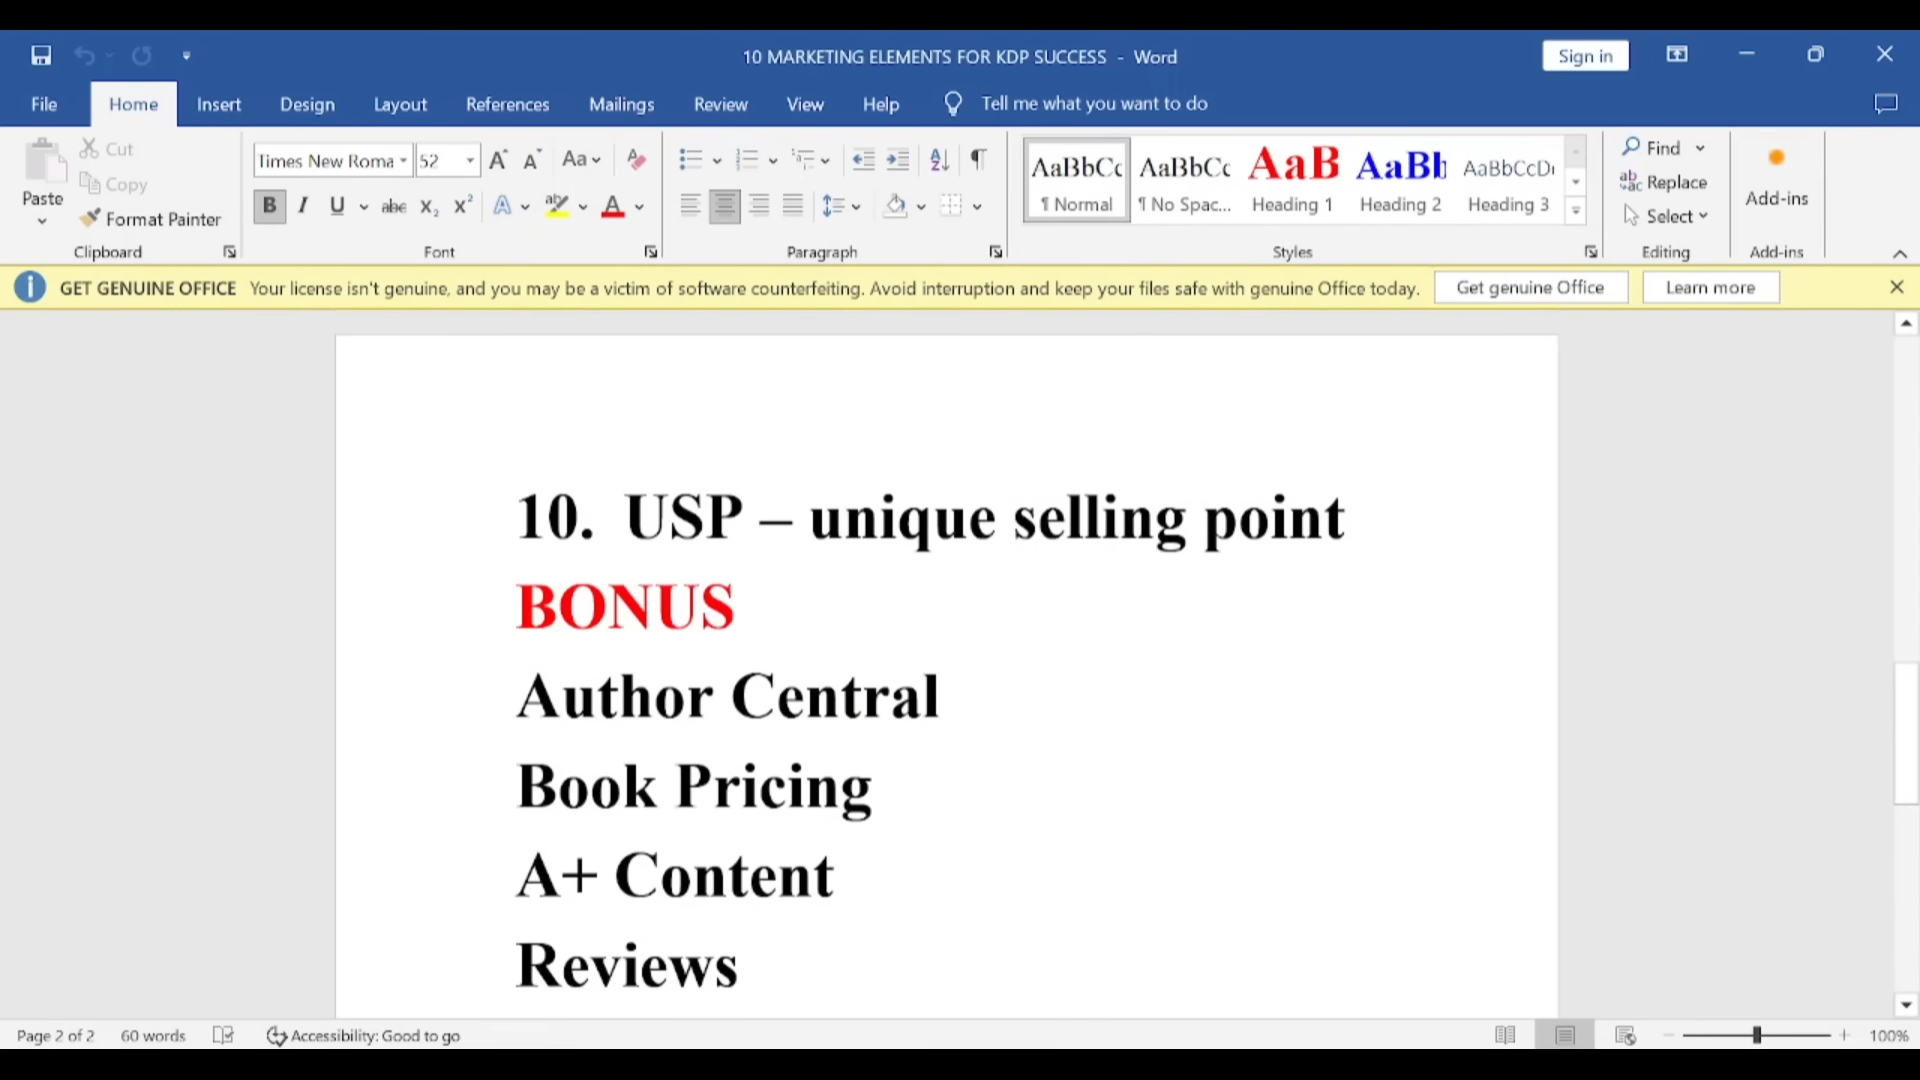 10 MARKETING ELEMENTS FOR KDP SUCCESS - Word
Sign in
File Home Insert Design Layout References Mailings Review View Help Tell me what you want to do
Paste
Cut
Copy
Format Painter
Clipboard
Times New Roma 52
Font
Paragraph
AaBbCc AaBbCc AaB AaBb AaBbCcD
¶ Normal ¶ No Spac... Heading 1 Heading 2 Heading 3
Styles
Find
Replace
Select
Editing
Add-ins
Add-ins
GET GENUINE OFFICE Your license isn't genuine, and you may be a victim of software counterfeiting. Avoid interruption and keep your files safe with genuine Office today. Get genuine Office Learn more
10. USP – unique selling point
BONUS
Author Central
Book Pricing
A+ Content
Reviews
Page 2 of 2 60 words Accessibility: Good to go 100%